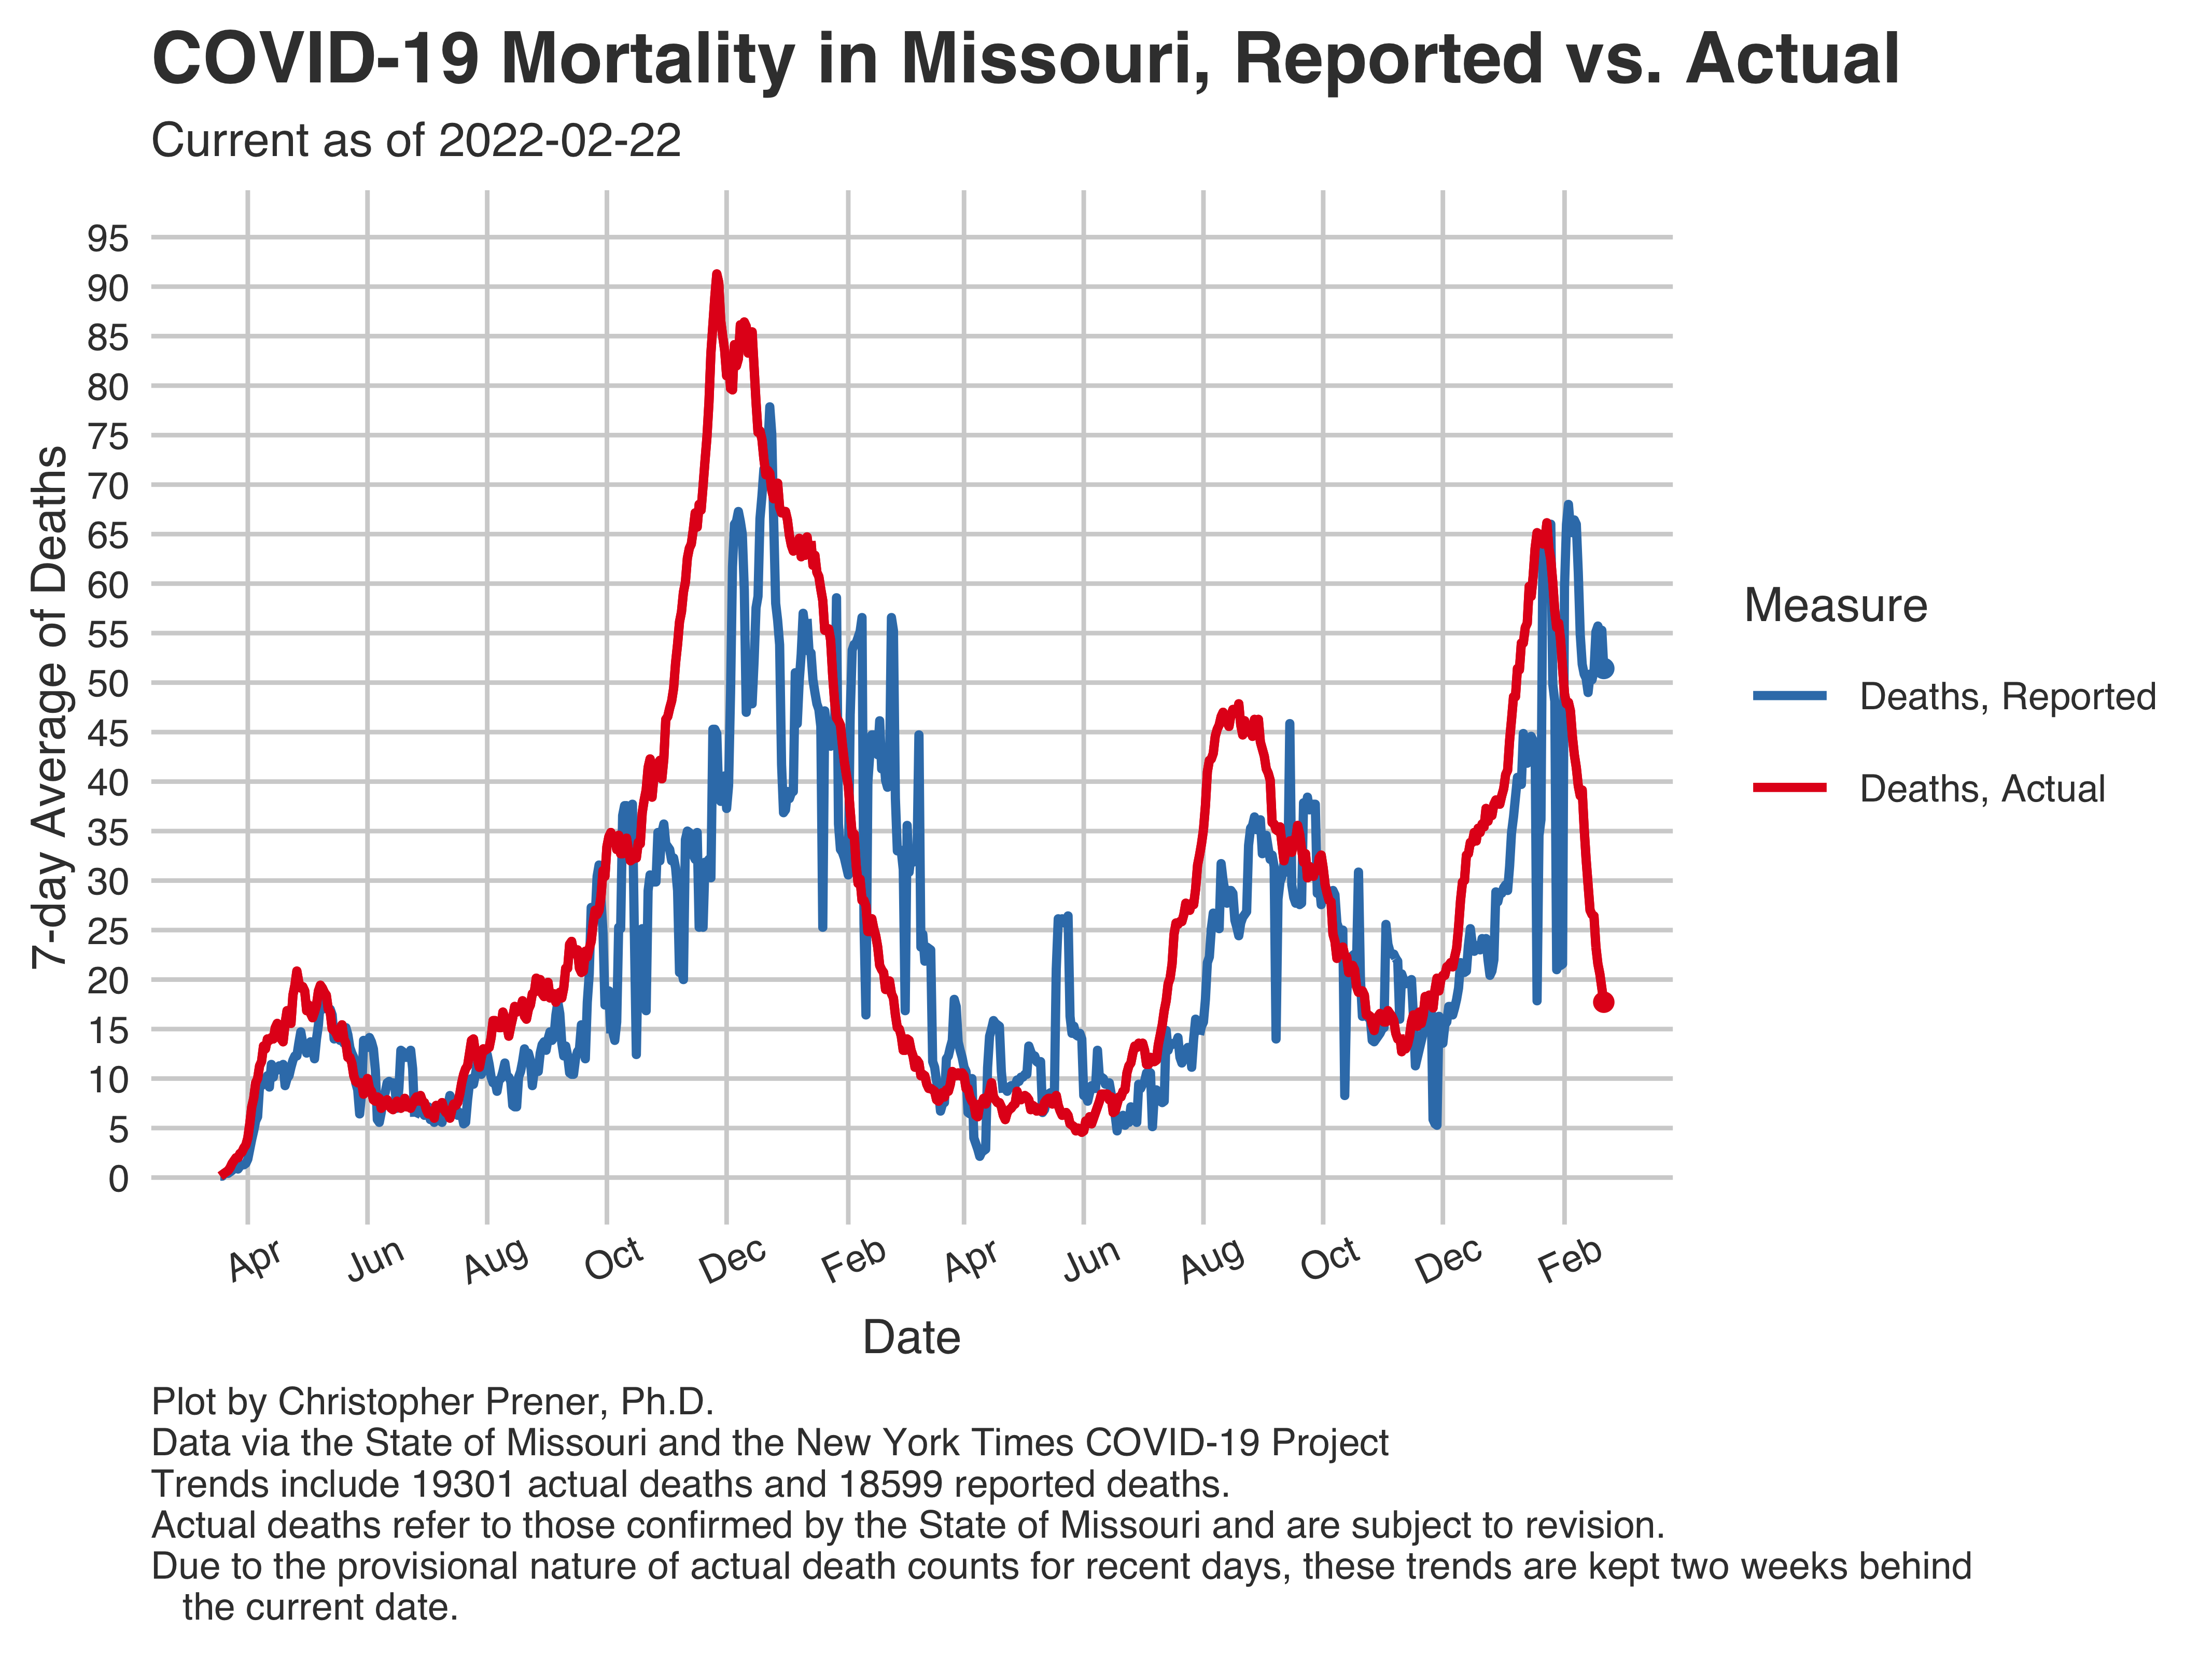 COVID-19 Mortality in Missouri, Reported vs. Actual
Current as of 2022-02-22
95
90
85
80
75
70
65
60
55
50
45
40
35
30
25
20
15
10
5
0
7-day Average of Deaths
Apr
Jun
Aug
Oct
Dec
Feb
Apr
Jun
Aug
Oct
Dec
Feb
Date
Measure
Deaths, Reported
Deaths, Actual
Plot by Christopher Prener, Ph.D.
Data via the State of Missouri and the New York Times COVID-19 Project
Trends include 19301 actual deaths and 18599 reported deaths.
Actual deaths refer to those confirmed by the State of Missouri and are subject to revision.
Due to the provisional nature of actual death counts for recent days, these trends are kept two weeks behind
the current date.